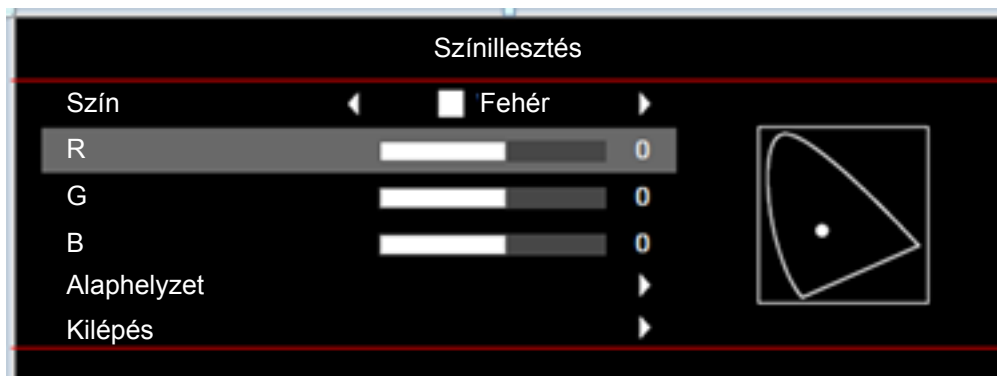 Színillesztés
Szín Fehér
R 0
G 0
B 0
Alaphelyzet
Kilépés